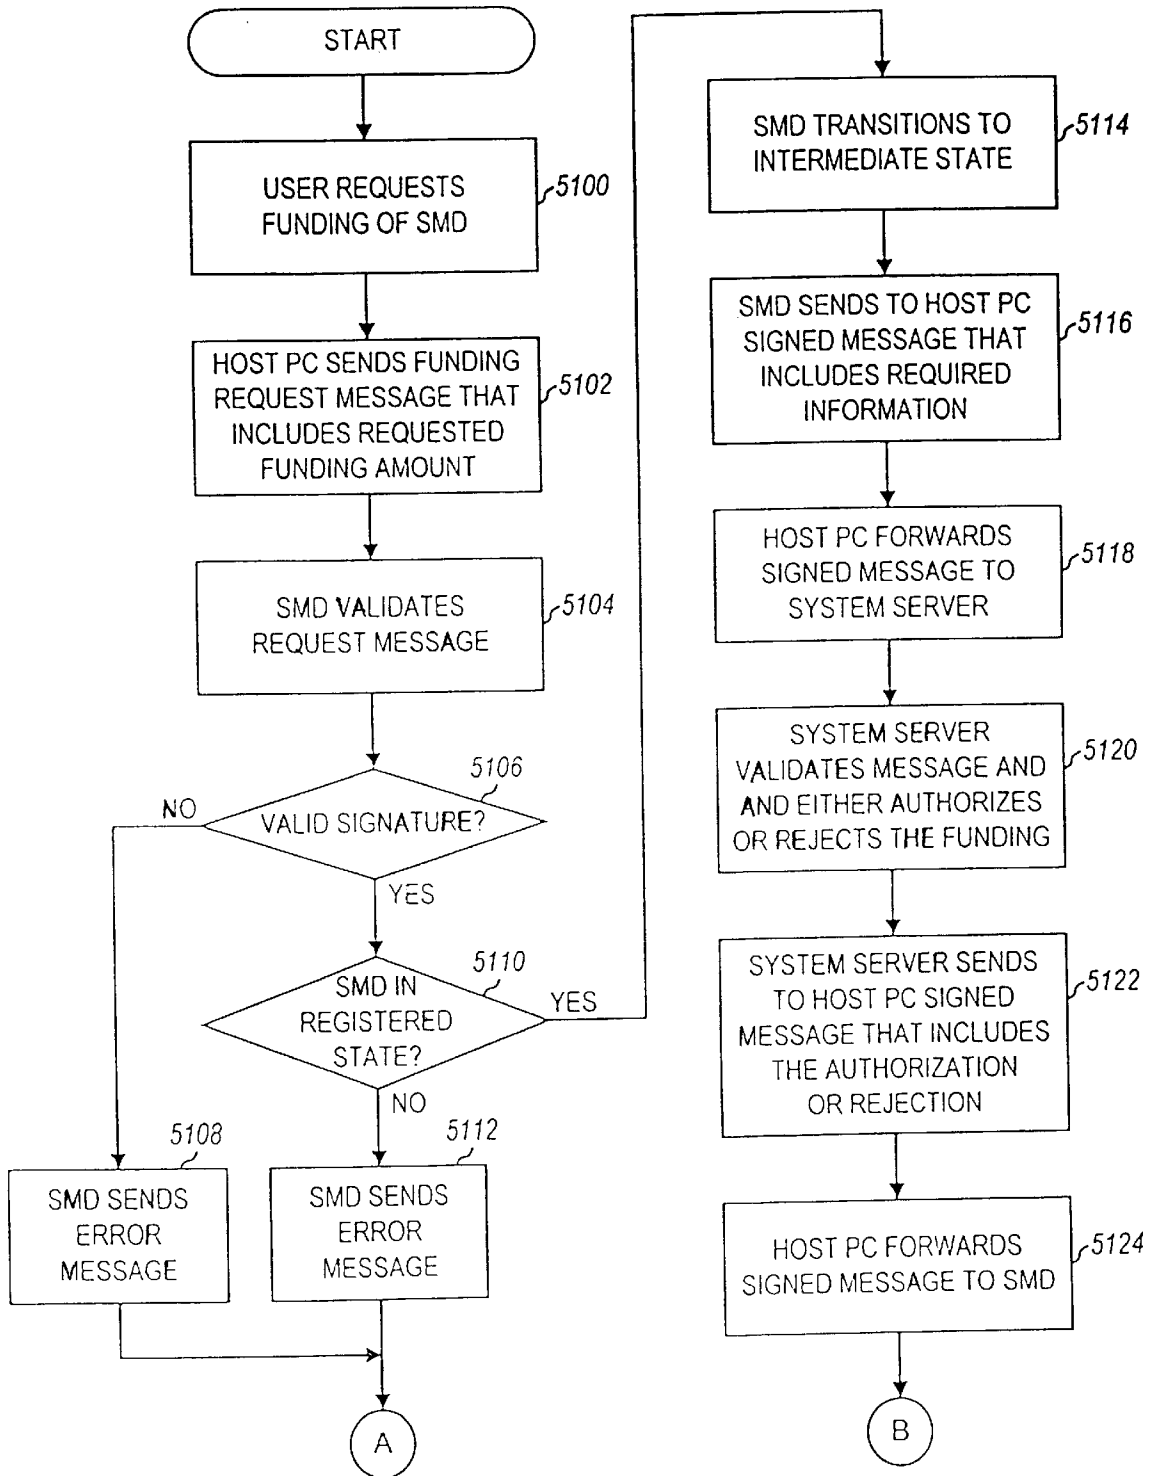 START
USER REQUESTS
FUNDING OF SMD
5100
HOST PC SENDS FUNDING
REQUEST MESSAGE THAT
INCLUDES REQUESTED
FUNDING AMOUNT
5102
SMD VALIDATES
REQUEST MESSAGE
5104
VALID SIGNATURE?
5106
NO
YES
SMD IN
REGISTERED
STATE?
5110
YES
NO
5108
SMD SENDS
ERROR
MESSAGE
5112
SMD SENDS
ERROR
MESSAGE
A
SMD TRANSITIONS TO
INTERMEDIATE STATE
5114
SMD SENDS TO HOST PC
SIGNED MESSAGE THAT
INCLUDES REQUIRED
INFORMATION
5116
HOST PC FORWARDS
SIGNED MESSAGE TO
SYSTEM SERVER
5118
SYSTEM SERVER
VALIDATES MESSAGE AND
AND EITHER AUTHORIZES
OR REJECTS THE FUNDING
5120
SYSTEM SERVER SENDS
TO HOST PC SIGNED
MESSAGE THAT INCLUDES
THE AUTHORIZATION
OR REJECTION
5122
HOST PC FORWARDS
SIGNED MESSAGE TO SMD
5124
B